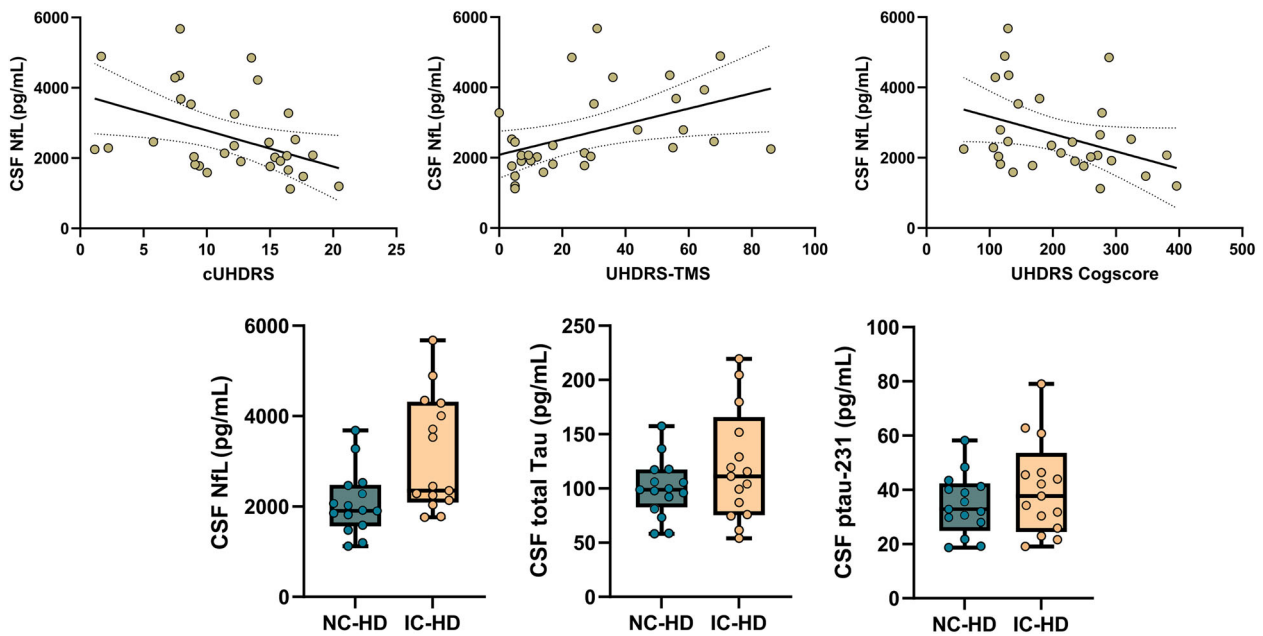 CSF NfL (pg/mL)
6000
4000
2000
0
0 5 10 15 20 25
cUHDRS
CSF NfL (pg/mL)
6000
4000
2000
0
0 20 40 60 80 100
UHDRS-TMS
CSF NfL (pg/mL)
6000
4000
2000
0
0 100 200 300 400 500
UHDRS Cogscore
CSF NfL (pg/mL)
6000
4000
2000
0
NC-HD IC-HD
CSF total Tau (pg/mL)
250
200
150
100
50
0
NC-HD IC-HD
CSF ptau-231 (pg/mL)
100
80
60
40
20
0
NC-HD IC-HD